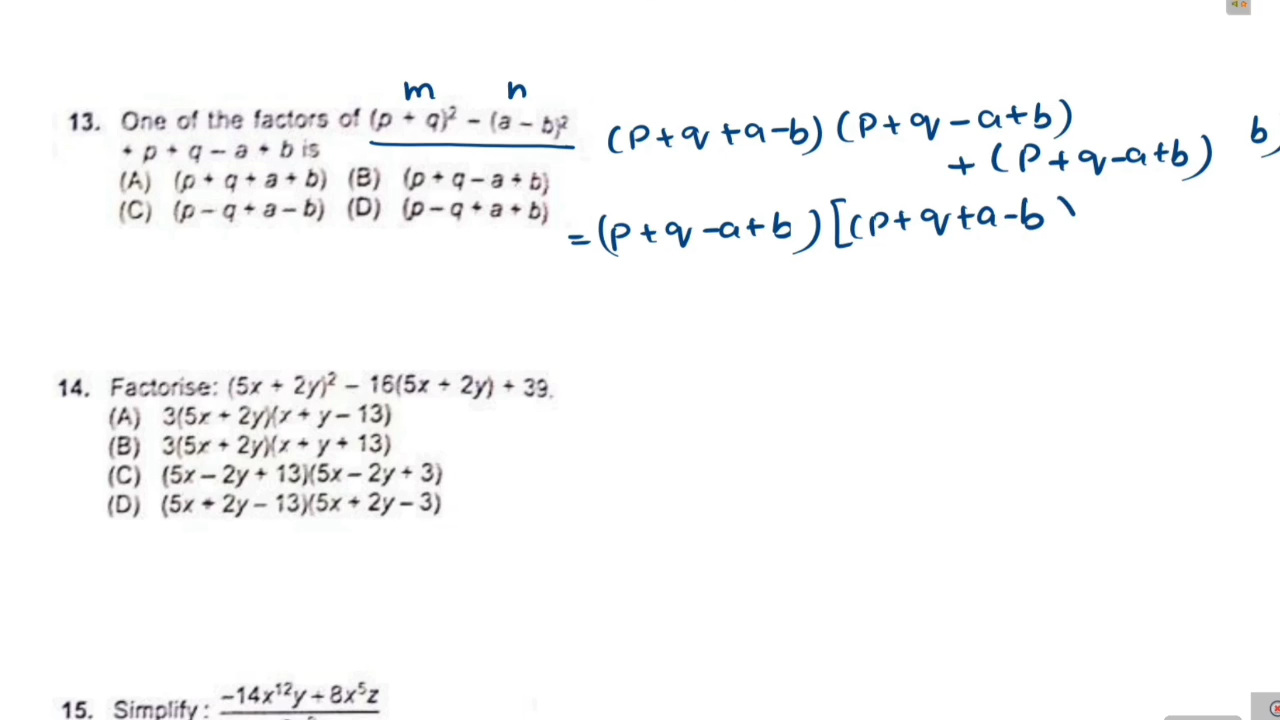 m n
13. One of the factors of (p + q)² – (a – b)²
+ p + q – a + b is
(A) (p + q + a + b) (B) (p + q – a + b)
(C) (p – q + a – b) (D) (p – q + a + b)
(p+q+a-b)(p+q-a+b)
+(p+q-a+b)
b)
=(p+q-a+b)[(p+q+a-b)
14. Factorise: (5x + 2y)² – 16(5x + 2y) + 39.
(A) 3(5x + 2y)(x + y – 13)
(B) 3(5x + 2y)(x + y + 13)
(C) (5x – 2y + 13)(5x – 2y + 3)
(D) (5x + 2y – 13)(5x + 2y – 3)
15. Simplify: –14x¹²y + 8x⁵z